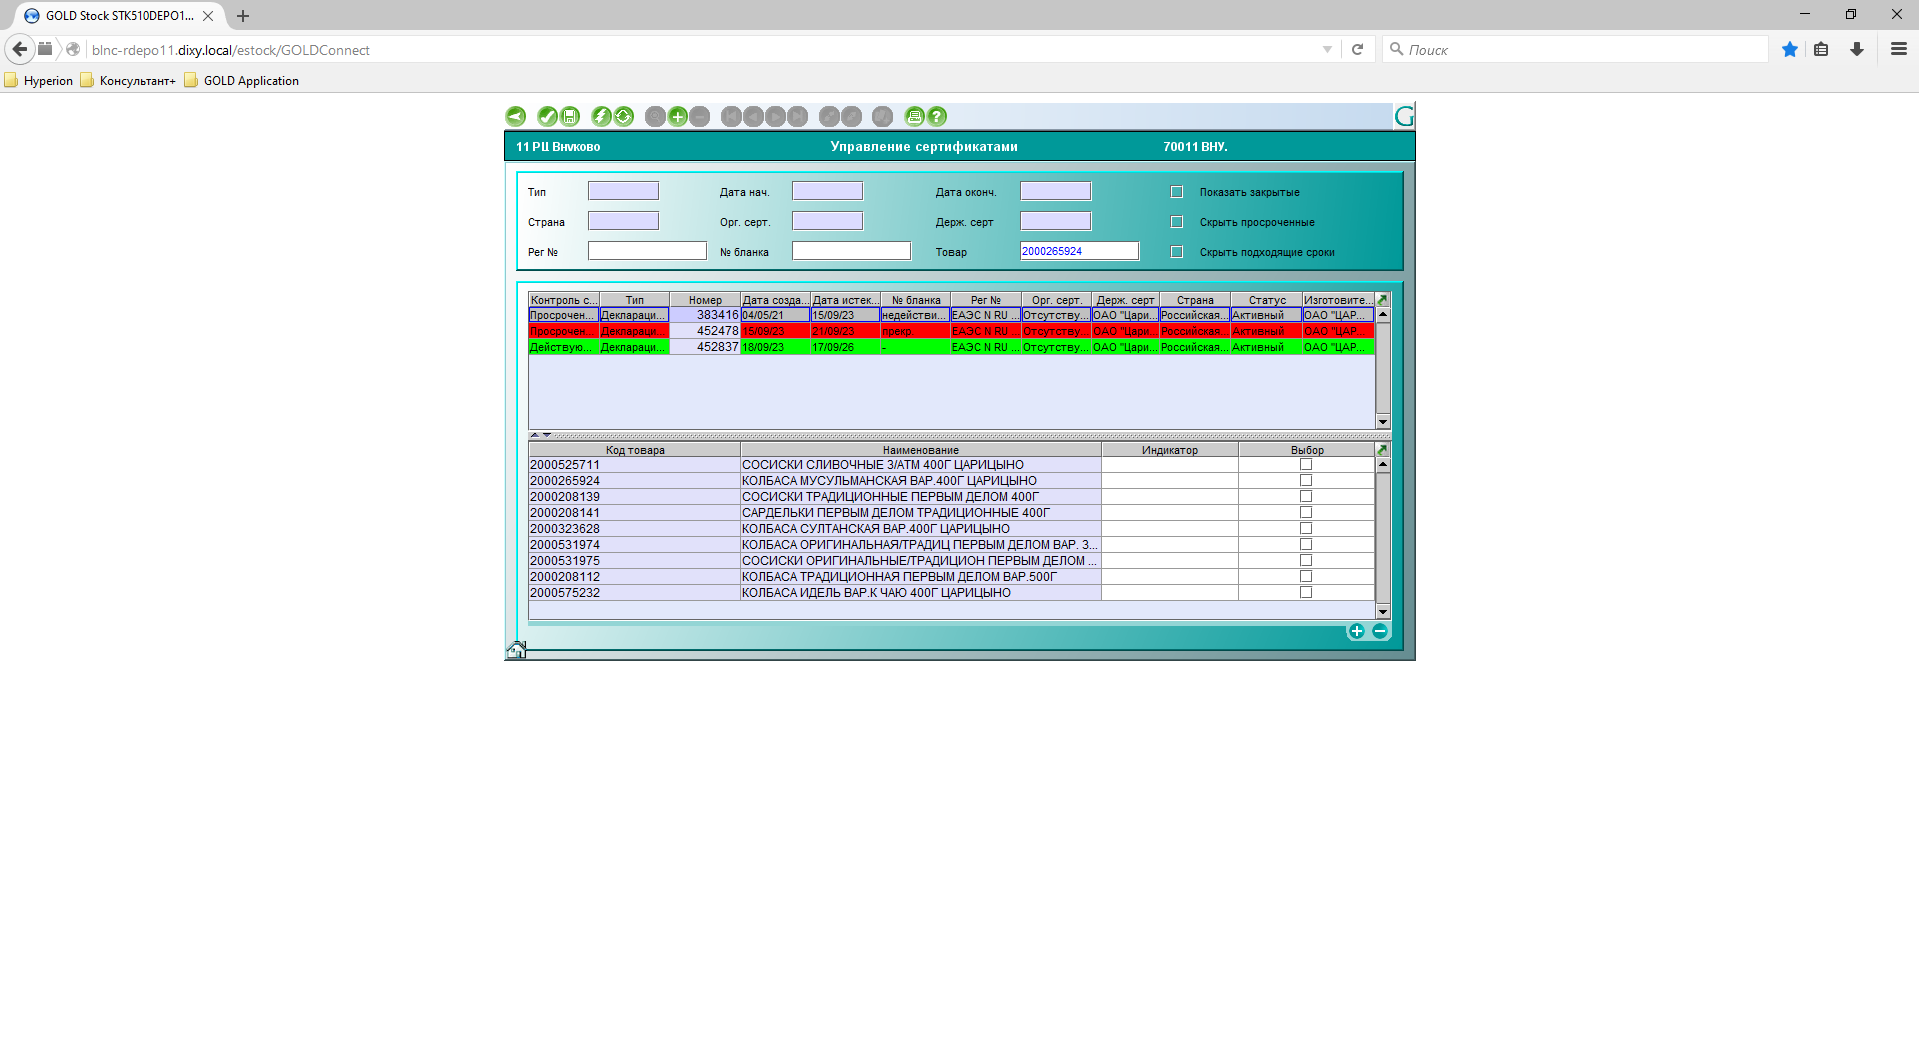 GOLD Stock STK510DEPO1...
blnc-rdepo11.dixy.local/estock/GOLDConnect
Поиск
Hyperion Консультант+ GOLD Application
11 РЦ Внуково Управление сертификатами 70011 ВНУ.
Тип Дата нач. Дата оконч. Показать закрытые
Страна Орг. серт. Держ. серт Скрыть просроченные
Рег № № бланка Товар 2000265924 Скрыть подходящие сроки
Контроль с... Тип Номер Дата созда... Дата истек... № бланка Рег № Орг. серт. Держ. серт Страна Статус Изготовите...
Просрочен... Деклараци... 383416 04/05/21 15/09/23 недействи... ЕАЭС N RU ... Отсутству... ОАО "Цари... Российская... Активный ОАО "ЦАР...
Просрочен... Деклараци... 452478 15/09/23 21/09/23 прекр. ЕАЭС N RU ... Отсутству... ОАО "Цари... Российская... Активный ОАО "ЦАР...
Действую... Деклараци... 452837 18/09/23 17/09/26 - ЕАЭС N RU ... Отсутству... ОАО "Цари... Российская... Активный ОАО "ЦАР...
Код товара Наименование Индикатор Выбор
2000525711 СОСИСКИ СЛИВОЧНЫЕ З/АТМ 400Г ЦАРИЦЫНО
2000265924 КОЛБАСА МУСУЛЬМАНСКАЯ ВАР.400Г ЦАРИЦЫНО
2000208139 СОСИСКИ ТРАДИЦИОННЫЕ ПЕРВЫМ ДЕЛОМ 400Г
2000208141 САРДЕЛЬКИ ПЕРВЫМ ДЕЛОМ ТРАДИЦИОННЫЕ 400Г
2000323628 КОЛБАСА СУЛТАНСКАЯ ВАР.400Г ЦАРИЦЫНО
2000531974 КОЛБАСА ОРИГИНАЛЬНАЯ/ТРАДИЦ ПЕРВЫМ ДЕЛОМ ВАР. 3...
2000531975 СОСИСКИ ОРИГИНАЛЬНЫЕ/ТРАДИЦИОН ПЕРВЫМ ДЕЛОМ ...
2000208112 КОЛБАСА ТРАДИЦИОННАЯ ПЕРВЫМ ДЕЛОМ ВАР.500Г
2000575232 КОЛБАСА ИДЕЛЬ ВАР.К ЧАЮ 400Г ЦАРИЦЫНО